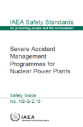 IAEA Safety Standards
for protecting people and the environment
Severe Accident
Management
Programmes for
Nuclear Power Plants
Safety Guide
No. NS-G-2.15